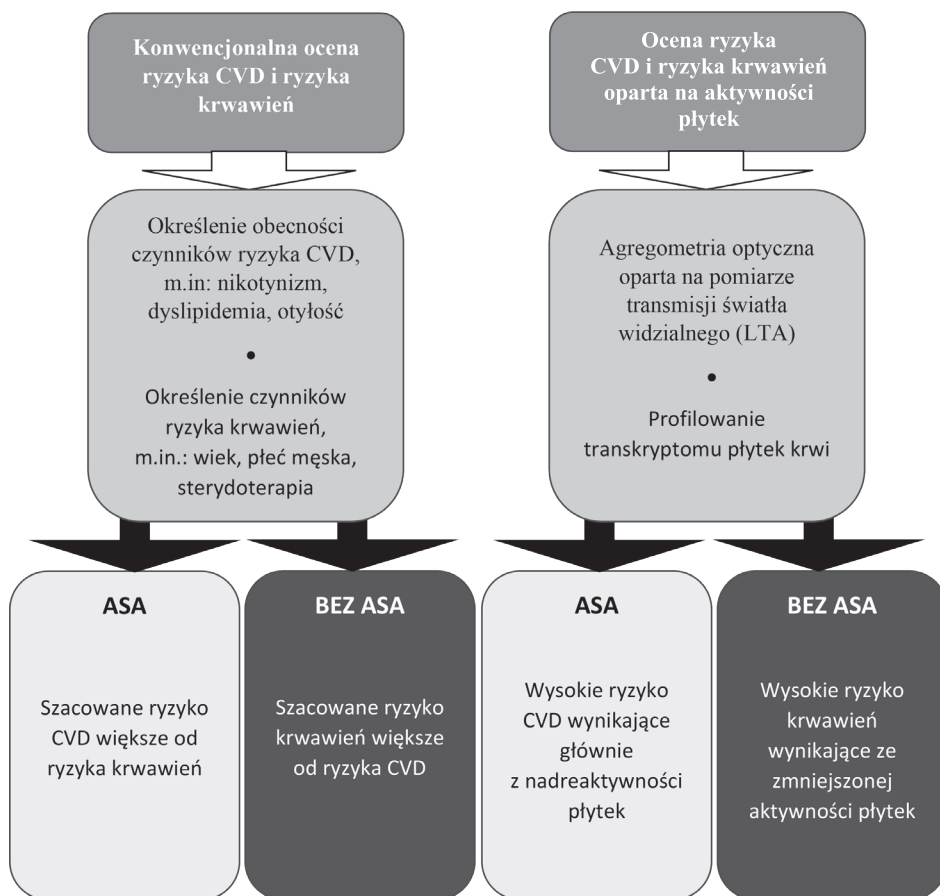 Konwencjonalna ocena
ryzyka CVD i ryzyka
krwawień
Określenie obecności
czynników ryzyka CVD,
m.in: nikotynizm,
dyslipidemia, otyłość
•
Określenie czynników
ryzyka krwawień,
m.in.: wiek, płeć męska,
sterydoterapia
ASA
Szacowane ryzyko
CVD większe od
ryzyka krwawień
BEZ ASA
Szacowane ryzyko
krwawień większe
od ryzyka CVD
Ocena ryzyka
CVD i ryzyka krwawień
oparta na aktywności
płytek
Agregometria optyczna
oparta na pomiarze
transmisji światła
widzialnego (LTA)
•
Profilowanie
transkryptomu płytek krwi
ASA
Wysokie ryzyko
CVD wynikające
głównie
z nadreaktywności
płytek
BEZ ASA
Wysokie ryzyko
krwawień
wynikające ze
zmniejszonej
aktywności płytek